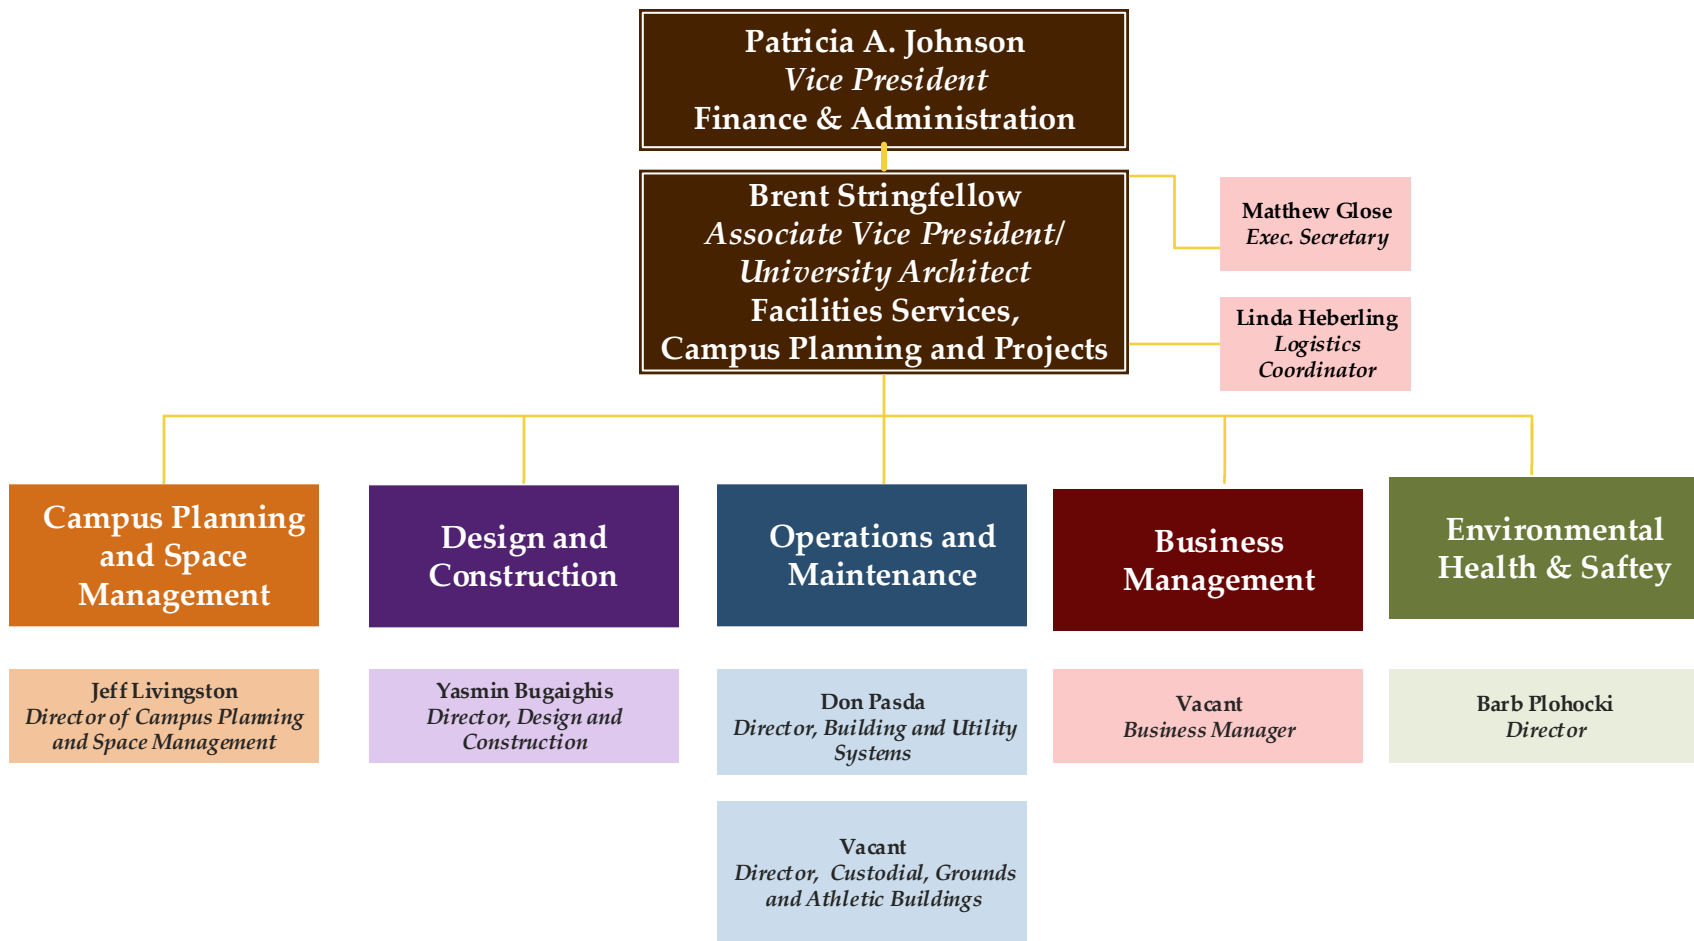 Patricia A. Johnson
Vice President
Finance & Administration
Brent Stringfellow
Associate Vice President/
University Architect
Facilities Services,
Campus Planning and Projects
Matthew Glose
Exec. Secretary
Linda Heberling
Logistics
Coordinator
Campus Planning
and Space
Management
Design and
Construction
Operations and
Maintenance
Business
Management
Environmental
Health & Saftey
Jeff Livingston
Director of Campus Planning
and Space Management
Yasmin Bugaighis
Director, Design and
Construction
Don Pasda
Director, Building and Utility
Systems
Vacant
Business Manager
Barb Plohocki
Director
Vacant
Director, Custodial, Grounds
and Athletic Buildings